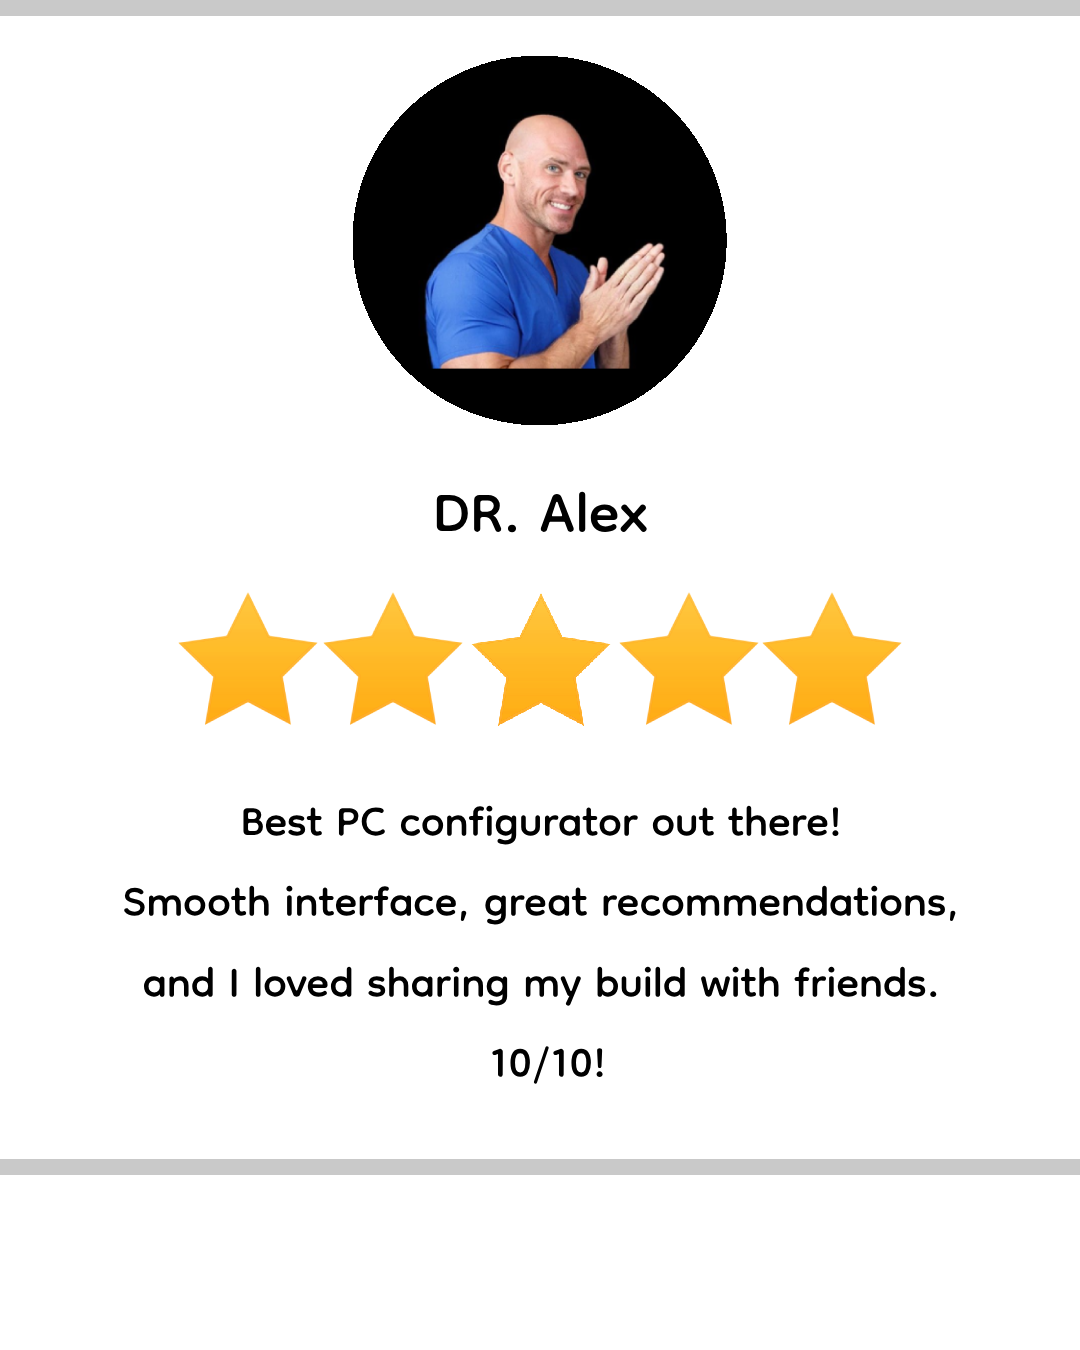 DR. Alex
Best PC configurator out there!
Smooth interface, great recommendations,
and I loved sharing my build with friends.
10/10!